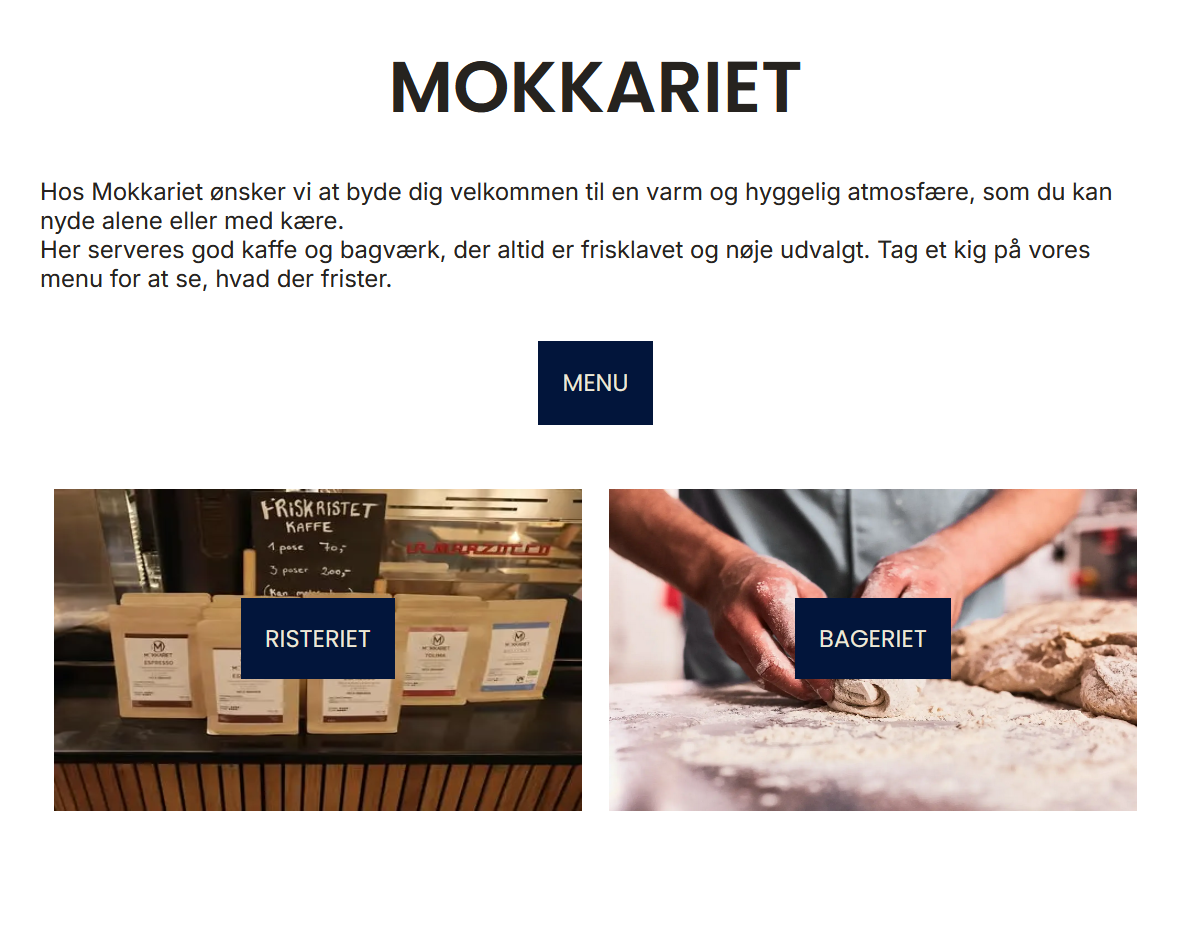 MOKKARIET
Hos Mokkariet ønsker vi at byde dig velkommen til en varm og hyggelig atmosfære, som du kan
nyde alene eller med kære.
Her serveres god kaffe og bagværk, der altid er frisklavet og nøje udvalgt. Tag et kig på vores
menu for at se, hvad der frister.
MENU
FRISKRISTET
KAFFE
1 pose 70,-
3 poser 200,-
(Kan
LA MARZOCCO
RISTERIET
BAGERIET
MOKKARIET
ESPRESSO
MOKKARIET
TOLIMA
MOKKARIET